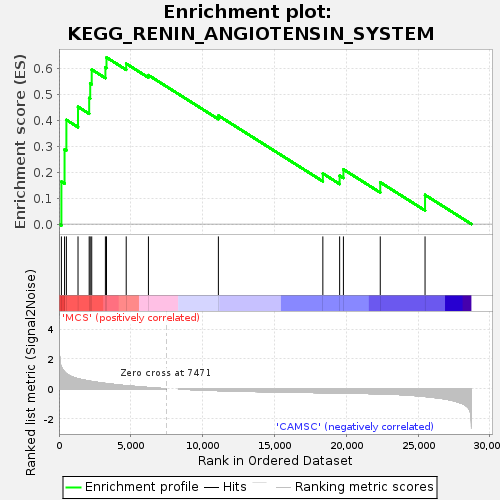 Enrichment plot:
KEGG_RENIN_ANGIOTENSIN_SYSTEM
Enrichment score (ES)
0.6
0.5
0.4
0.3
0.2
0.1
0.0
'MCS' (positively correlated)
Ranked list metric (Signal2Noise)
4
2
0
-2
Zero cross at 7471
'CAMSC' (negatively correlated)
0 5,000 10,000 15,000 20,000 25,000 30,00
Rank in Ordered Dataset
Enrichment profile Hits Ranking metric scores